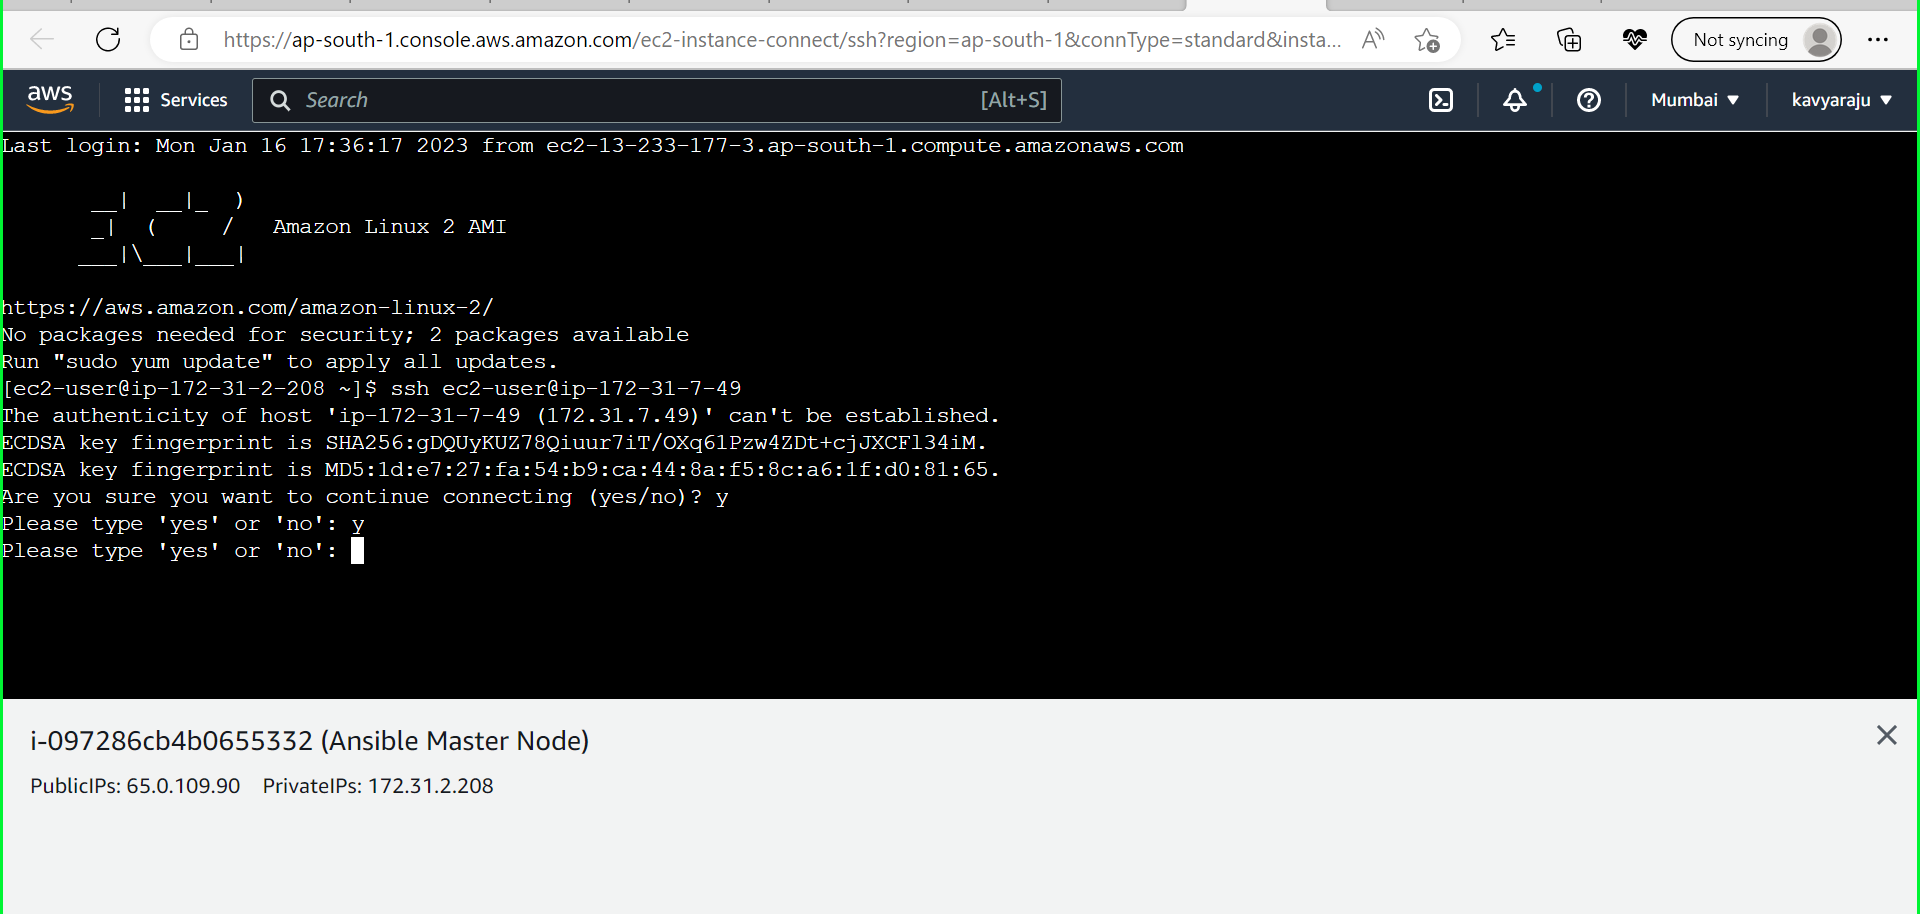 https://ap-south-1.console.aws.amazon.com/ec2-instance-connect/ssh?region=ap-south-1&connType=standard&insta...
Not syncing
aws
Services
Search
[Alt+S]
Mumbai
kavyaraju
Last login: Mon Jan 16 17:36:17 2023 from ec2-13-233-177-3.ap-south-1.compute.amazonaws.com
       __|  __|_  )
       _|  (     /   Amazon Linux 2 AMI
      ___|\___|___|
https://aws.amazon.com/amazon-linux-2/
No packages needed for security; 2 packages available
Run "sudo yum update" to apply all updates.
[ec2-user@ip-172-31-2-208 ~]$ ssh ec2-user@ip-172-31-7-49
The authenticity of host 'ip-172-31-7-49 (172.31.7.49)' can't be established.
ECDSA key fingerprint is SHA256:gDQUyKUZ78Qiuur7iT/OXq61Pzw4ZDt+cjJXCFl34iM.
ECDSA key fingerprint is MD5:1d:e7:27:fa:54:b9:ca:44:8a:f5:8c:a6:1f:d0:81:65.
Are you sure you want to continue connecting (yes/no)? y
Please type 'yes' or 'no': y
Please type 'yes' or 'no':
i-097286cb4b0655332 (Ansible Master Node)
PublicIPs: 65.0.109.90 PrivateIPs: 172.31.2.208